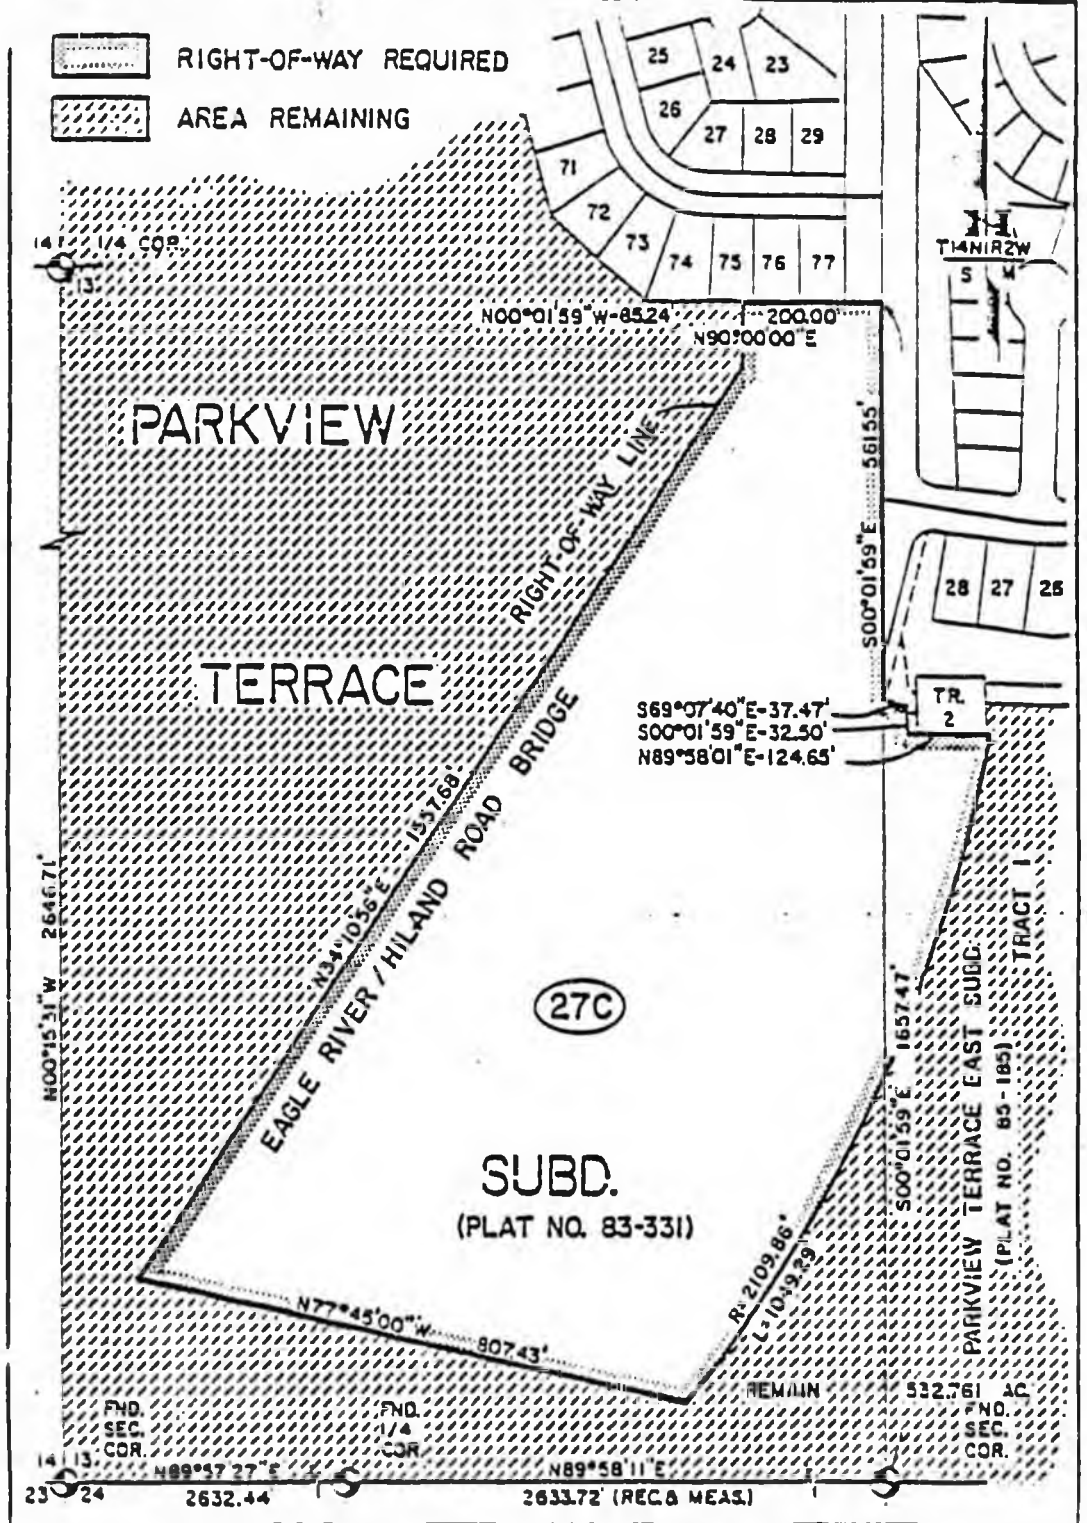 RIGHT-OF-WAY REQUIRED
AREA REMAINING
25
24
23
26
27
28
29
71
72
73
74
75
76
77
14
1/4 COR.
13
T14N R2W
S M
N00°01'59"W-85.24'
200.00'
N90°00'00"E
PARKVIEW
RIGHT-OF-WAY LINE
561.55'
S00°01'59"E
28
27
26
TERRACE
TR.
2
S69°07'40"E-37.47'
S00°01'59"E-32.50'
N89°58'01"E-124.65'
EAGLE RIVER/HILAND ROAD BRIDGE
N34°10'56"E
1557.68
N00°15'31"W 2646.71'
27C
S00°01'59"E 1657.47'
PARKVIEW TERRACE EAST SUBD.
(PLAT NO. 85-185)
TRACT 1
SUBD.
(PLAT NO. 83-331)
R=2109.86'
L=1049.29
N77°45'00"W
807.43'
REMAIN 532.761 AC.
FND.
SEC.
COR.
FND.
1/4
COR.
FND.
SEC.
COR.
14 13
23 24
N89°57'27"E
2632.44
N89°58'11"E
2633.72' (REC.& MEAS.)